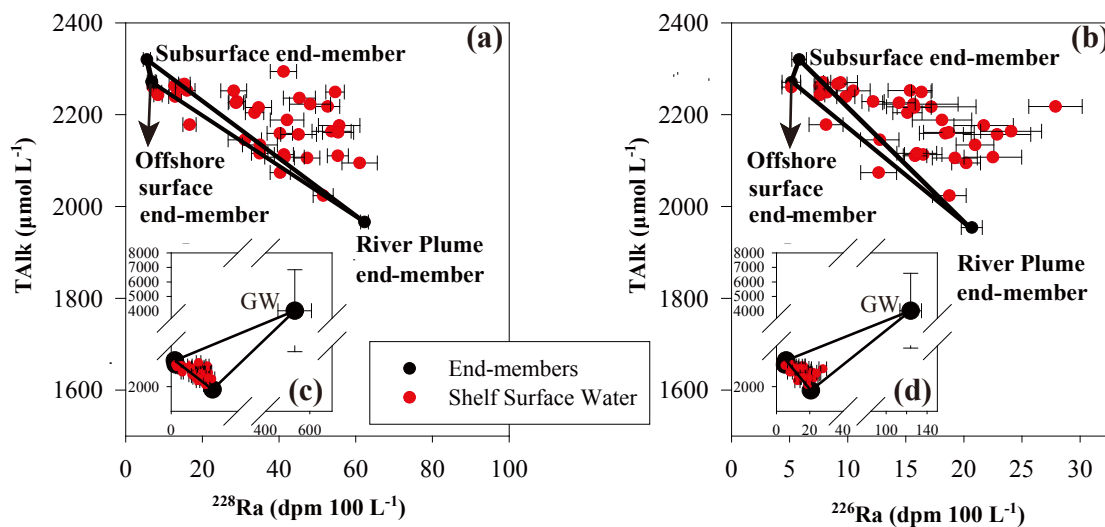 2400
2200
2000
1800
1600
TAlk (µmol L-1)
(a)
Subsurface end-member
Offshore
surface
end-member
River Plume
end-member
8000
7000
6000
5000
4000
2000
GW
(c)
0
400
600
0
20
40
60
80
100
228Ra (dpm 100 L-1)
End-members
Shelf Surface Water
2400
2200
2000
1800
1600
TAlk (µmol L-1)
(b)
Subsurface end-member
Offshore
surface
end-member
River Plume
end-member
8000
7000
6000
5000
4000
2000
GW
(d)
0
20
40
100
140
0
5
10
15
20
25
30
226Ra (dpm 100 L-1)